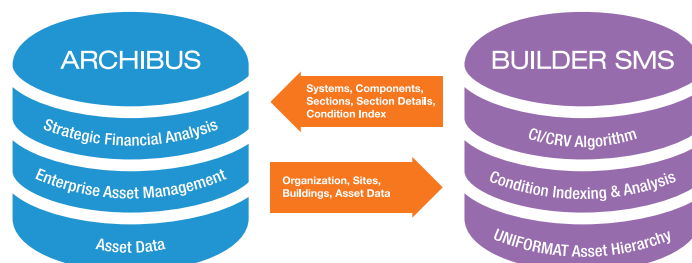 ARCHIBUS
Strategic Financial Analysis
Enterprise Asset Management
Asset Data
Systems, Components,
Sections, Section Details,
Condition Index
Organization, Sites,
Buildings, Asset Data
BUILDER SMS
CI/CRV Algorithm
Condition Indexing & Analysis
UNIFORMAT Asset Hierarchy